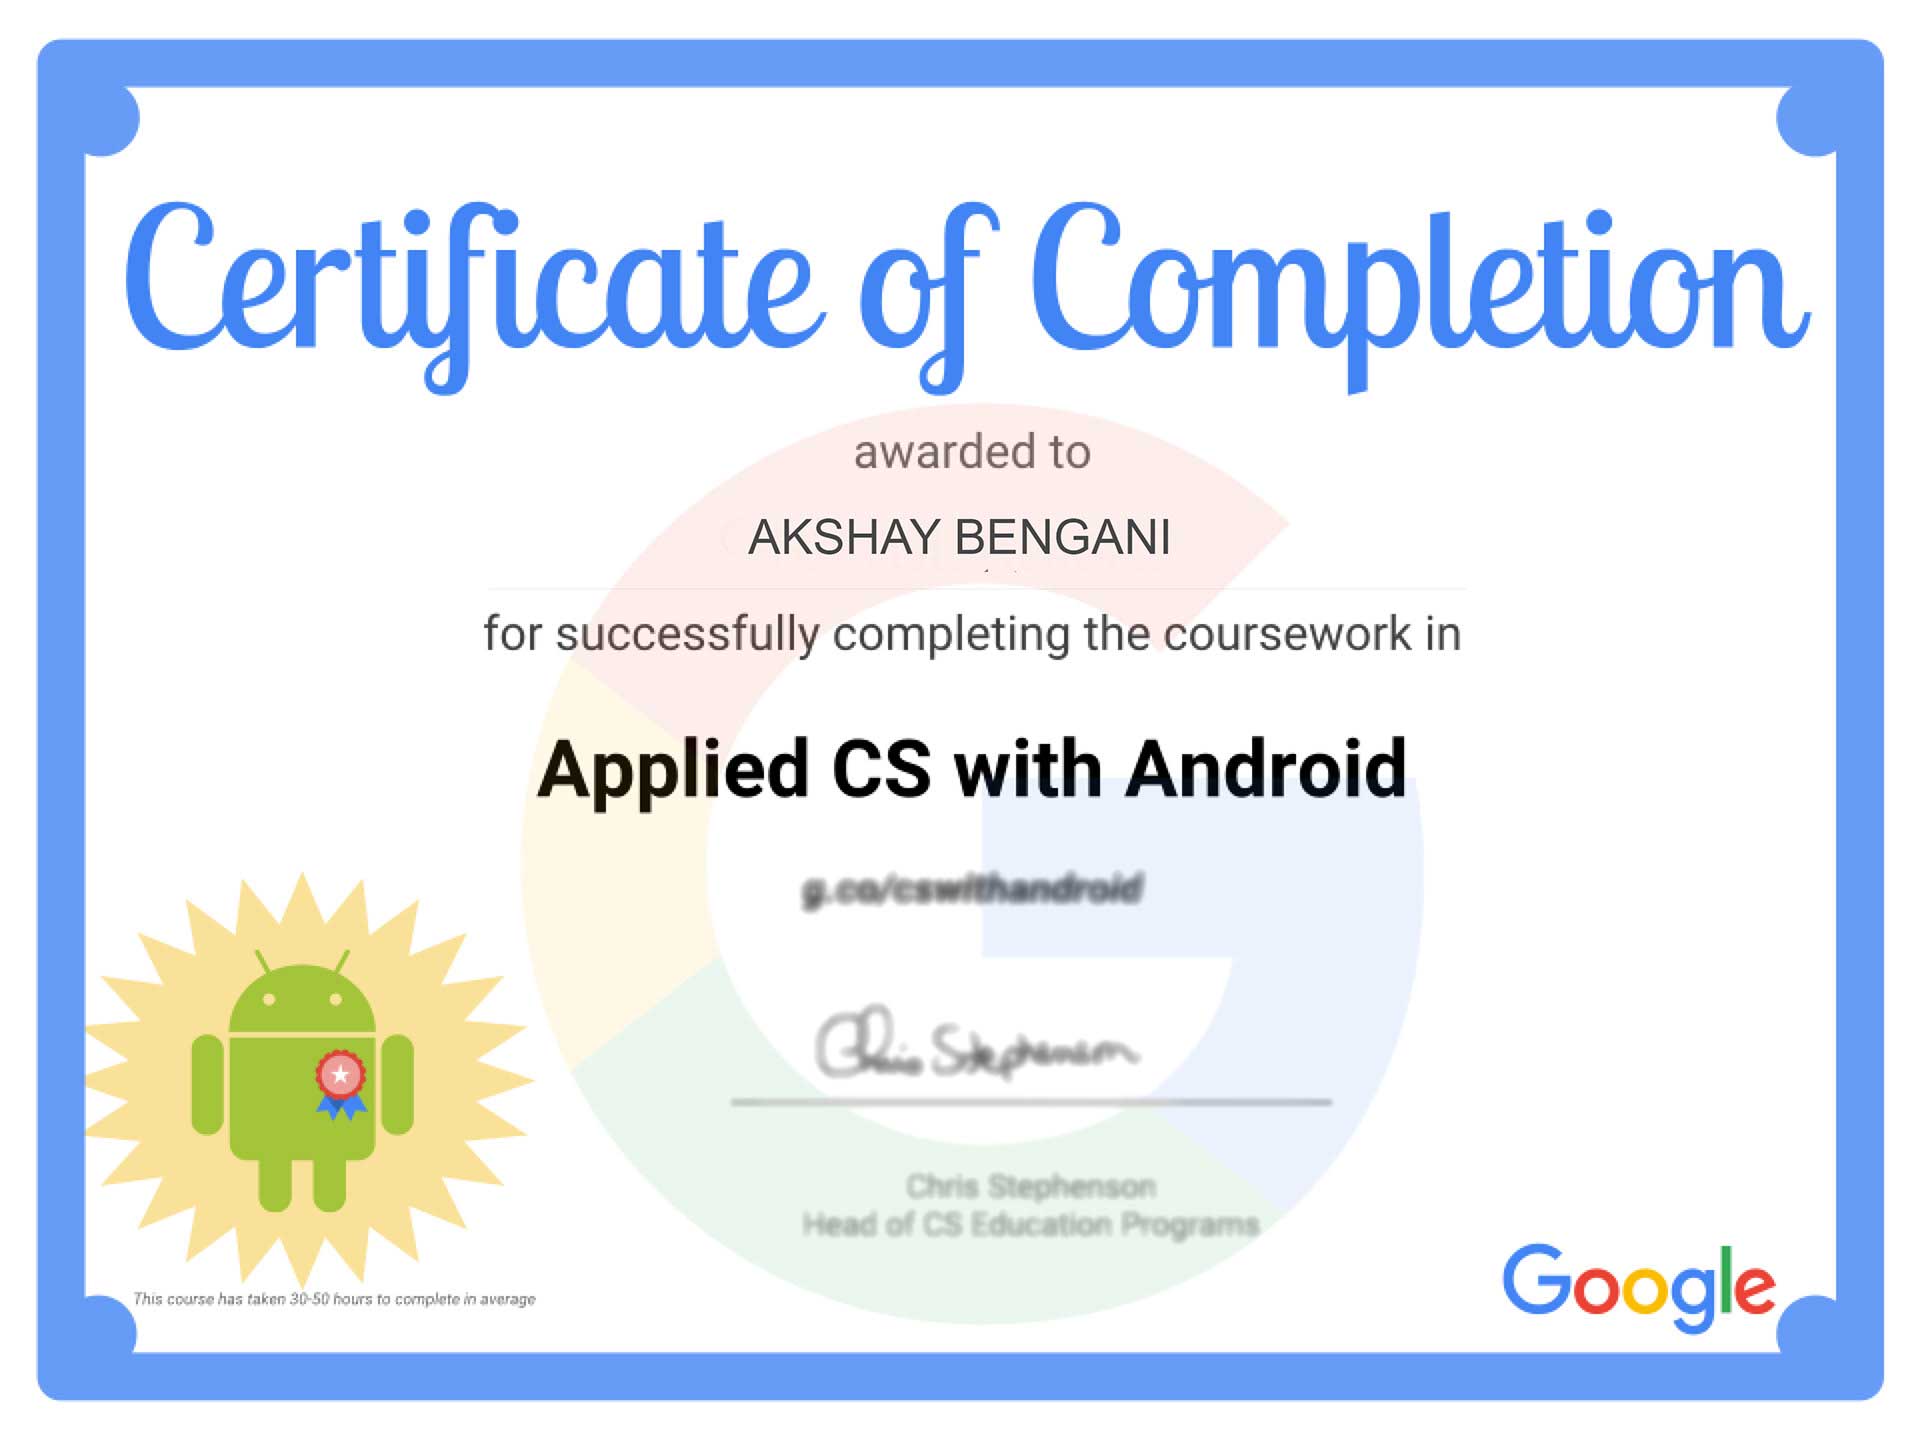 Certificate of Completion
awarded to
AKSHAY BENGANI
for successfully completing the coursework in
Applied CS with Android
g.co/cswithandroid
Chris Stephenson
Chris Stephenson
Head of CS Education Programs
This course has taken 30-50 hours to complete in average
Google